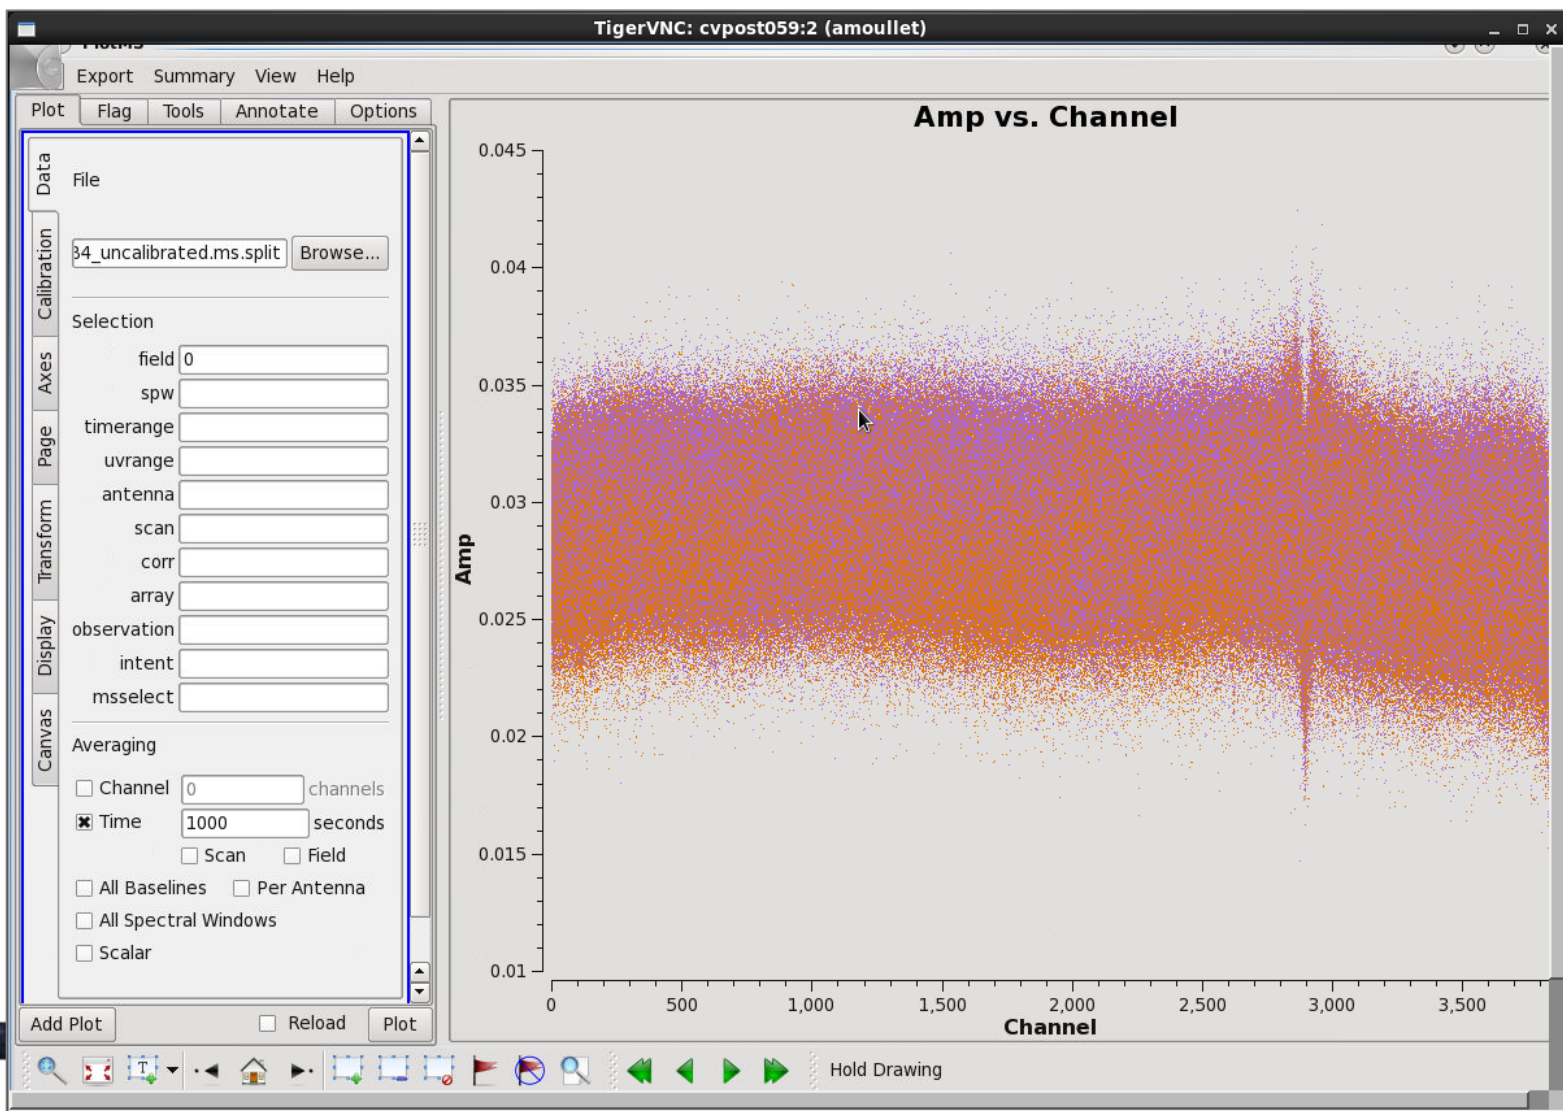 TigerVNC: cvpost059:2 (amoullet)
PlotMS
Export Summary View Help
Plot Flag Tools Annotate Options
Data
Calibration
Axes
Page
Transform
Display
Canvas
File
34_uncalibrated.ms.split Browse...
Selection
field 0
spw
timerange
uvrange
antenna
scan
corr
array
observation
intent
msselect
Averaging
Channel 0 channels
Time 1000 seconds
Scan Field
All Baselines Per Antenna
All Spectral Windows
Scalar
Add Plot Reload Plot
Amp vs. Channel
0.045
0.04
0.035
0.03
0.025
0.02
0.015
0.01
Amp
0 500 1,000 1,500 2,000 2,500 3,000 3,500
Channel
T
Hold Drawing